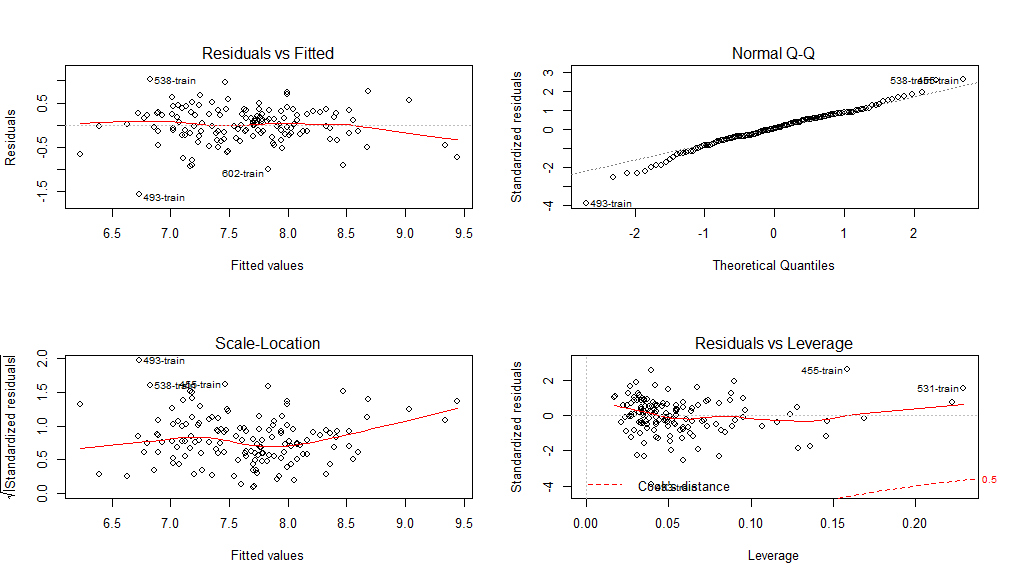 Residuals vs Fitted
Residuals
0.5
-0.5
-1.5
538-train
602-train
493-train
6.5 7.0 7.5 8.0 8.5 9.0 9.5
Fitted values
Normal Q-Q
Standardized residuals
3
2
1
0
-2
-4
538-train
455-train
493-train
-2 -1 0 1 2
Theoretical Quantiles
Scale-Location
√|Standardized residuals|
2.0
1.5
1.0
0.5
0.0
493-train
538-train
455-train
6.5 7.0 7.5 8.0 8.5 9.0 9.5
Fitted values
Residuals vs Leverage
Standardized residuals
2
0
-2
-4
455-train
531-train
493-train
Cook's distance
0.5
0.00 0.05 0.10 0.15 0.20
Leverage